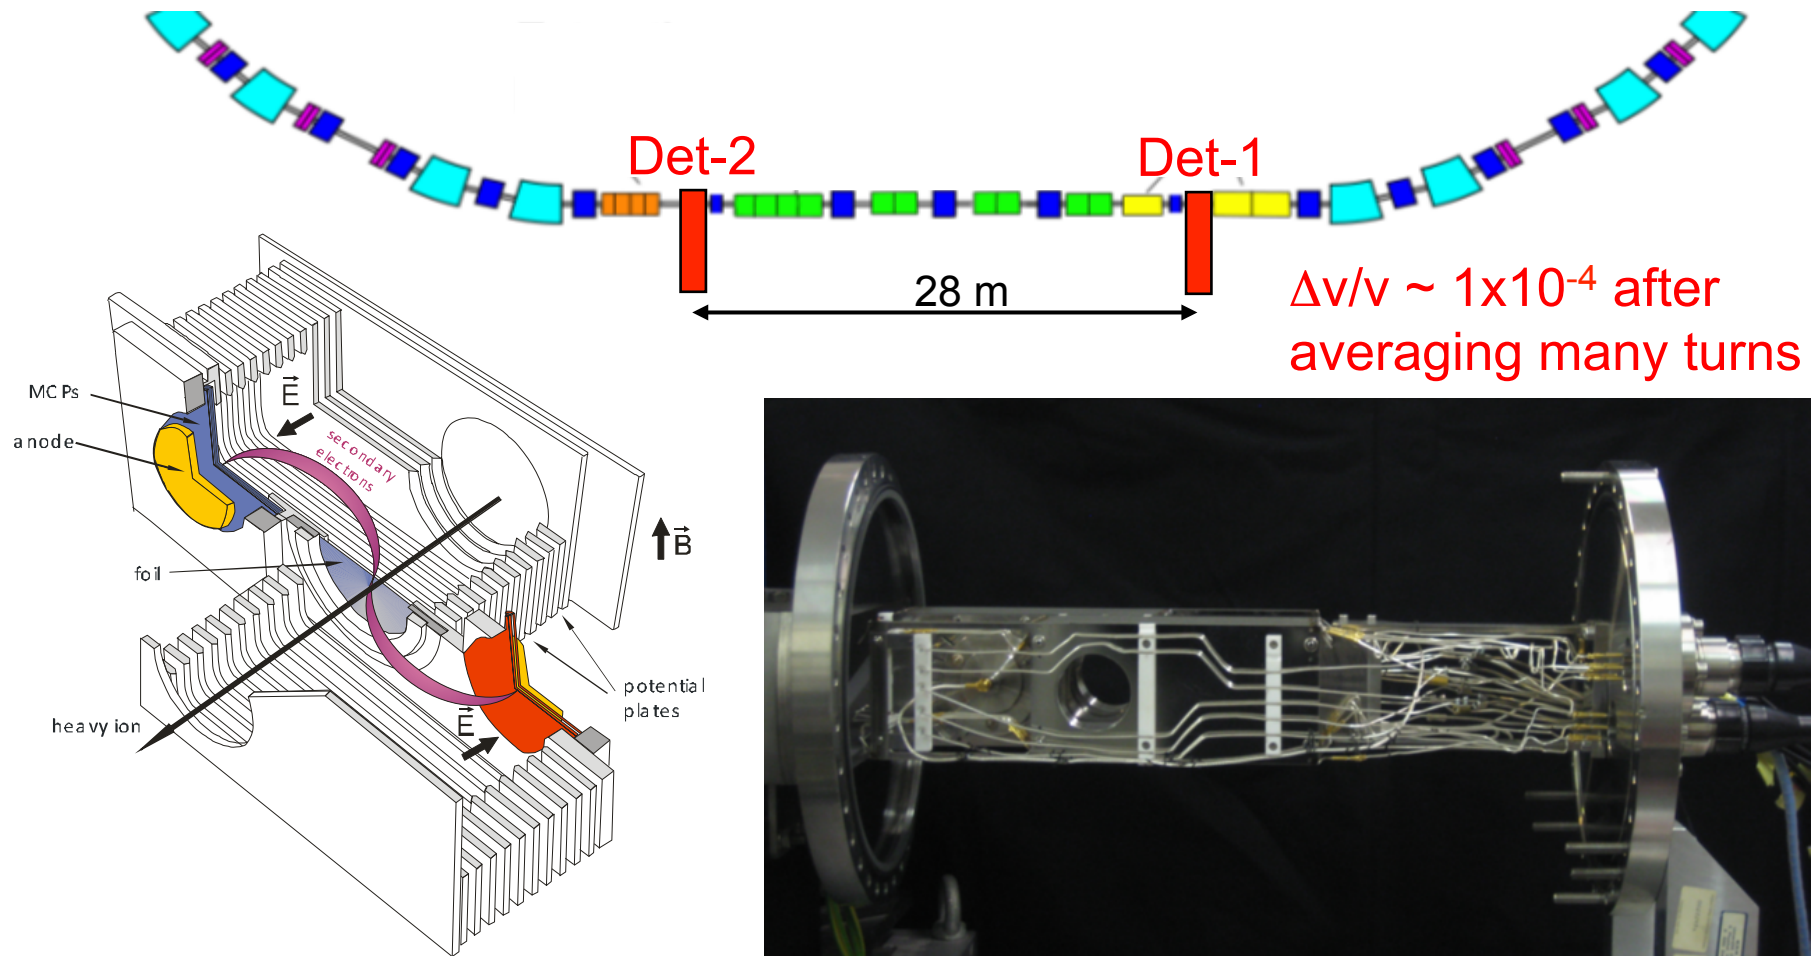 Det-2
Det-1
28 m
Δv/v ~ 1x10⁻⁴ after
averaging many turns
MCPs
anode
E⃗
secondary
electrons
B⃗
foil
potential
plates
E⃗
heavy ion